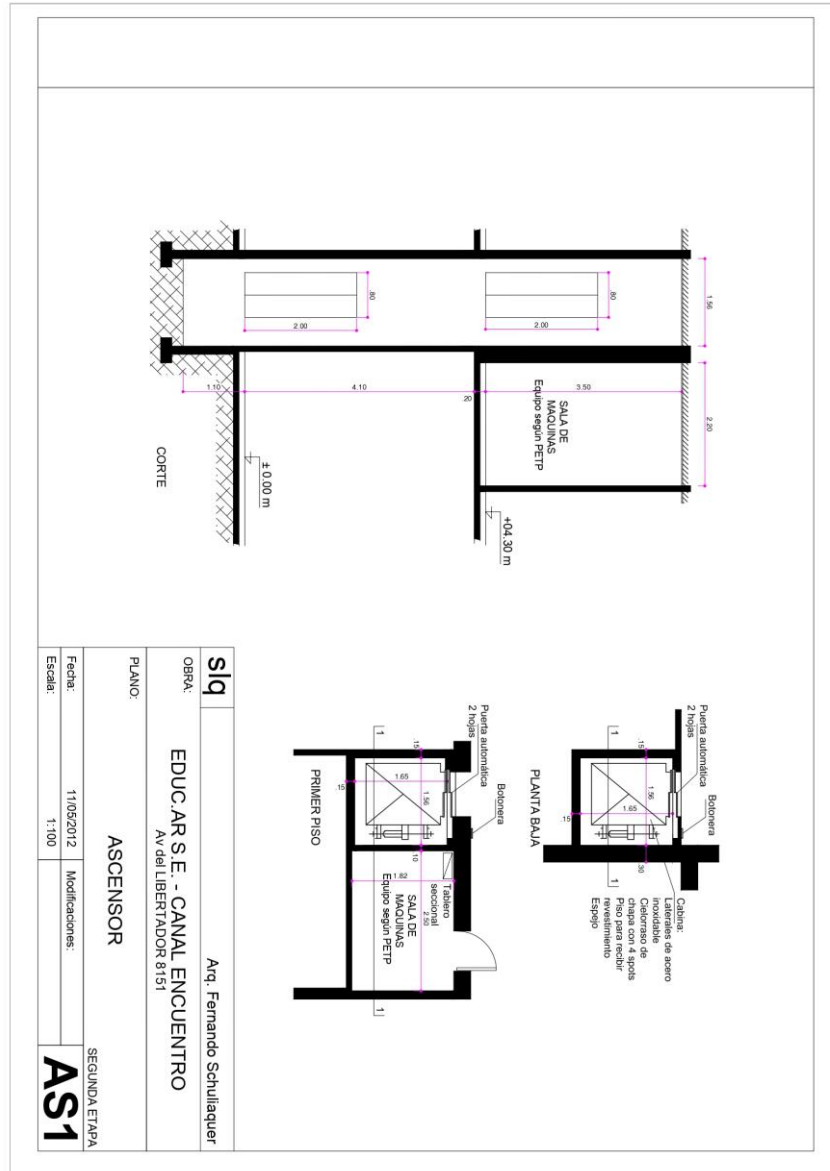 1.56
2.20
.80
.80
2.00
2.00
1.10
4.10
.20
3.50
SALA DE
MAQUINAS
Equipo según PETP
± 0.00 m
+04.30 m
CORTE
Puerta automática
2 hojas
Botonera
.15
1.56
1.65
.15
.30
1
1
Cabina:
Laterales de acero
inoxidable
Cielorraso de
chapa con 4 spots
Piso para recibir
revestimiento
Espejo
PLANTA BAJA
Puerta automática
2 hojas
Botonera
.15
1.56
1.65
.15
.10
1
1
Tablero
seccional
2.50
1.82
SALA DE
MAQUINAS
Equipo según PETP
PRIMER PISO
slq
Arq. Fernando Schuliaquer
OBRA:
EDUC.AR S.E. - CANAL ENCUENTRO
Av del LIBERTADOR 8151
PLANO:
ASCENSOR
SEGUNDA ETAPA
Fecha: 11/05/2012 Modificaciones:
Escala: 1:100
AS1